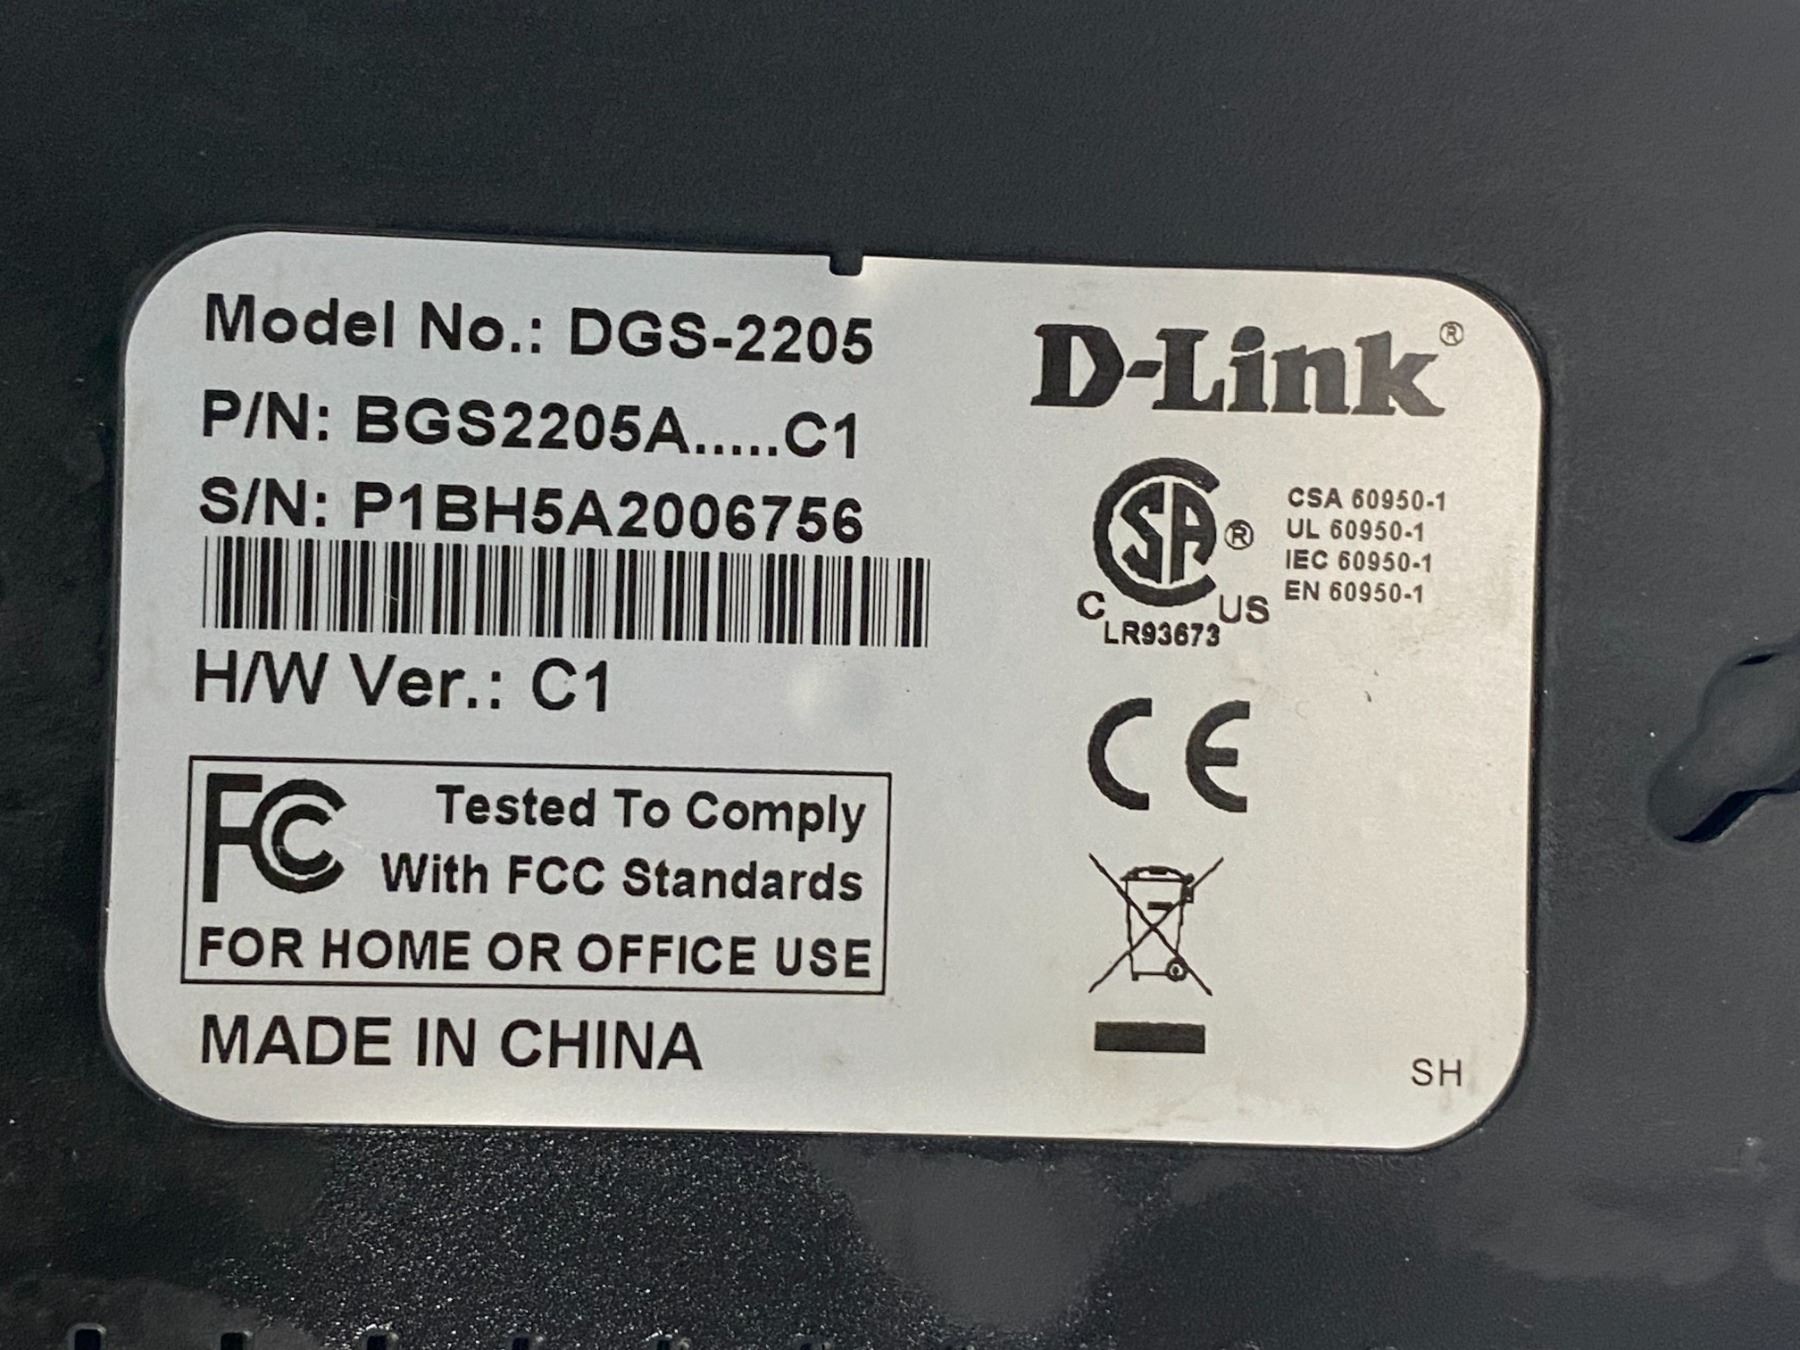 Model No.: DGS-2205
P/N: BGS2205A.....C1
S/N: P1BH5A2006756
H/W Ver.: C1
FC Tested To Comply
With FCC Standards
FOR HOME OR OFFICE USE
MADE IN CHINA
D-Link®
CSA®
C US
LR93673
CSA 60950-1
UL 60950-1
IEC 60950-1
EN 60950-1
CE
SH